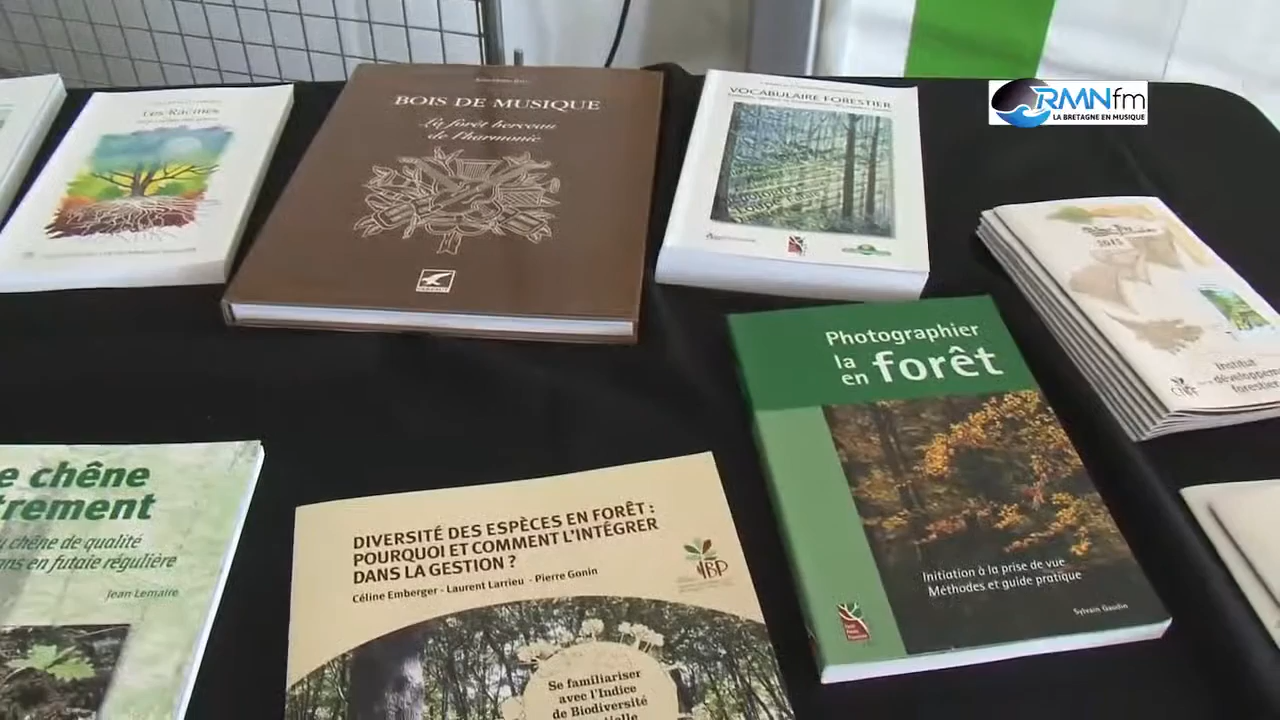 RMNfm
LA BRETAGNE EN MUSIQUE
Les Racines
BOIS DE MUSIQUE
La forêt berceau
de l'harmonie
VOCABULAIRE FORESTIER
2015
Institut
développement
forestier
Photographier
la
en forêt
Initiation à la prise de vue
Méthodes et guide pratique
Sylvain Gaudin
e chêne
trement
u chêne de qualité
ans en futaie régulière
Jean Lemaire
DIVERSITÉ DES ESPÈCES EN FORÊT :
POURQUOI ET COMMENT L'INTÉGRER
DANS LA GESTION ?
Céline Emberger - Laurent Larrieu - Pierre Gonin
IBP
Se familiariser
avec l'Indice
de Biodiversité